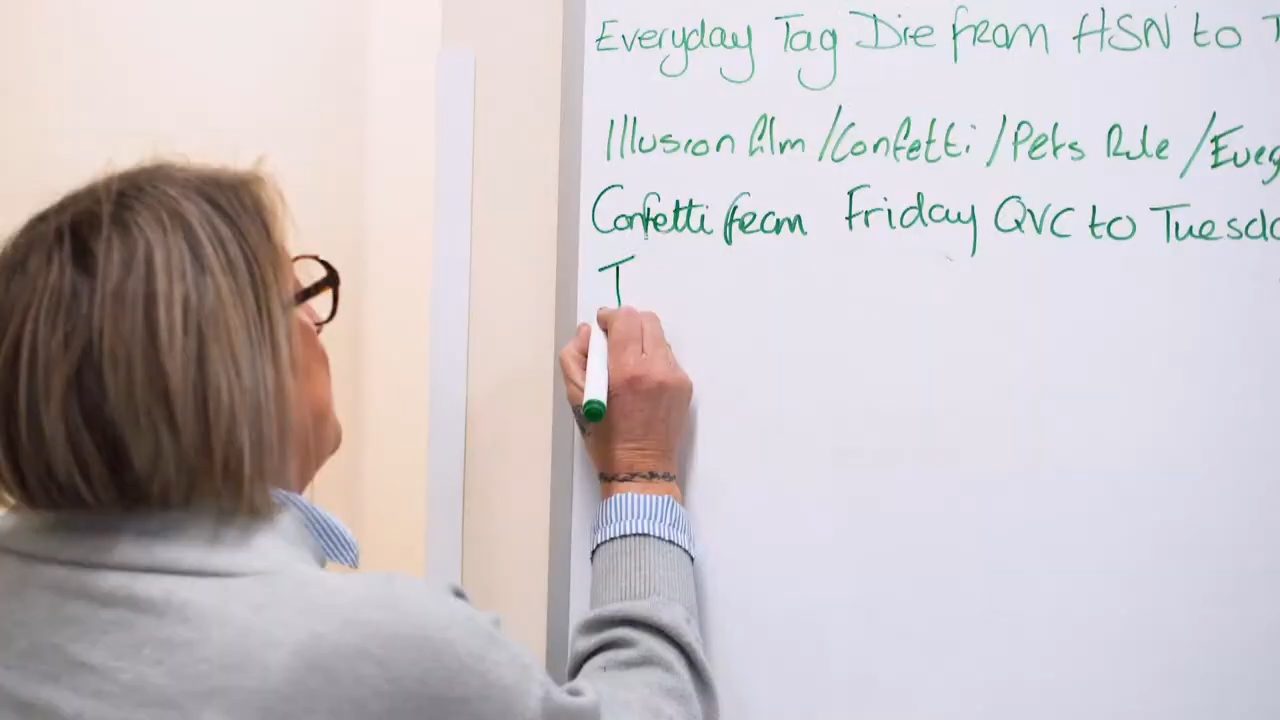 Everyday Tag Die from HSN to T
Illusion film /Confetti /Pets Rule /Eve
Confetti from Friday QVC to Tuesda
T